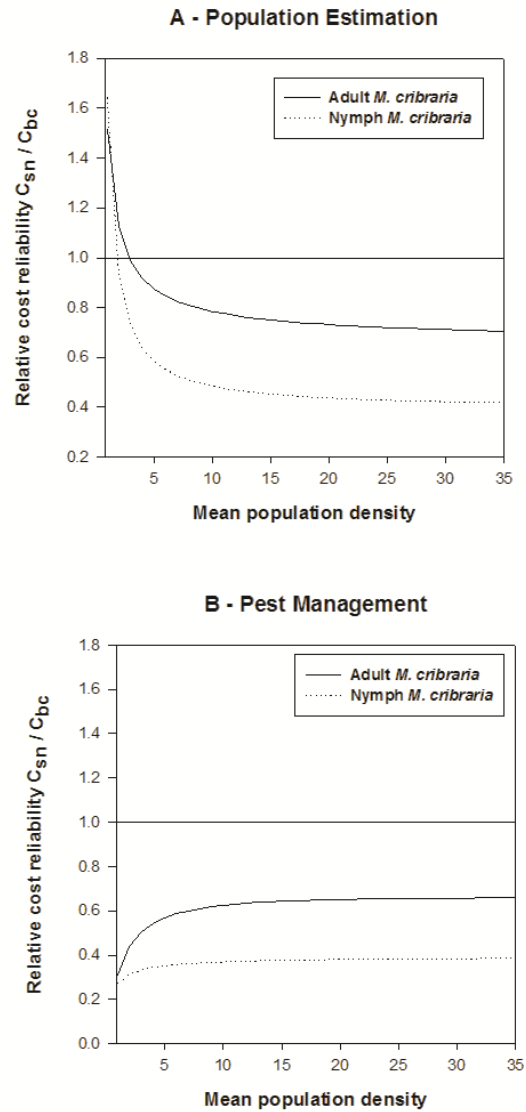 A - Population Estimation
Relative cost reliability Csn / Cbc
1.8
1.6
1.4
1.2
1.0
0.8
0.6
0.4
0.2
Adult M. cribraria
Nymph M. cribraria
5 10 15 20 25 30 35
Mean population density
B - Pest Management
Relative cost reliability Csn / Cbc
1.8
1.6
1.4
1.2
1.0
0.8
0.6
0.4
0.2
0.0
Adult M. cribraria
Nymph M. cribraria
5 10 15 20 25 30 35
Mean population density